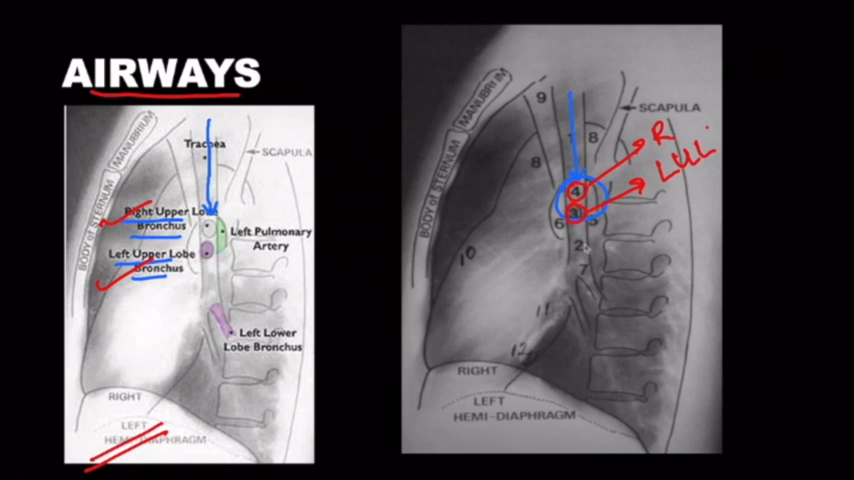 AIRWAYS
MANUBRIUM
BODY of STERNUM
Trachea
SCAPULA
Right Upper Lobe
Bronchus
Left Upper Lobe
Bronchus
Left Pulmonary
Artery
Left Lower
Lobe Bronchus
RIGHT
LEFT
HEMI-DIAPHRAGM
MANUBRIUM
BODY of STERNUM
9
SCAPULA
1
8
8
R
LUL
4
3
5
6
2
7
10
11
12
RIGHT
LEFT
HEMI-DIAPHRAGM